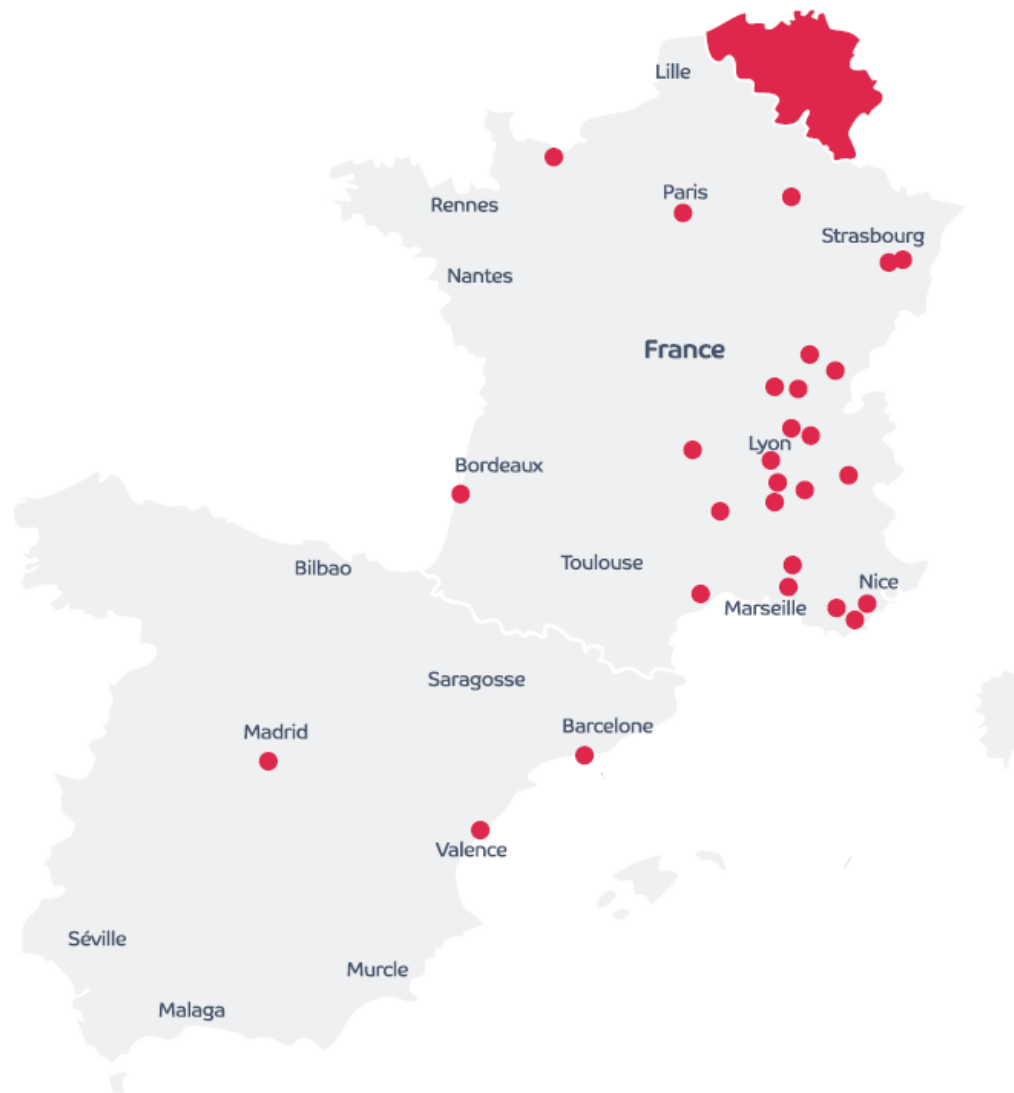 Lille
Paris
Rennes
Strasbourg
Nantes
France
Lyon
Bordeaux
Toulouse
Bilbao
Nice
Marseille
Saragosse
Barcelone
Madrid
Valence
Séville
Murcle
Malaga